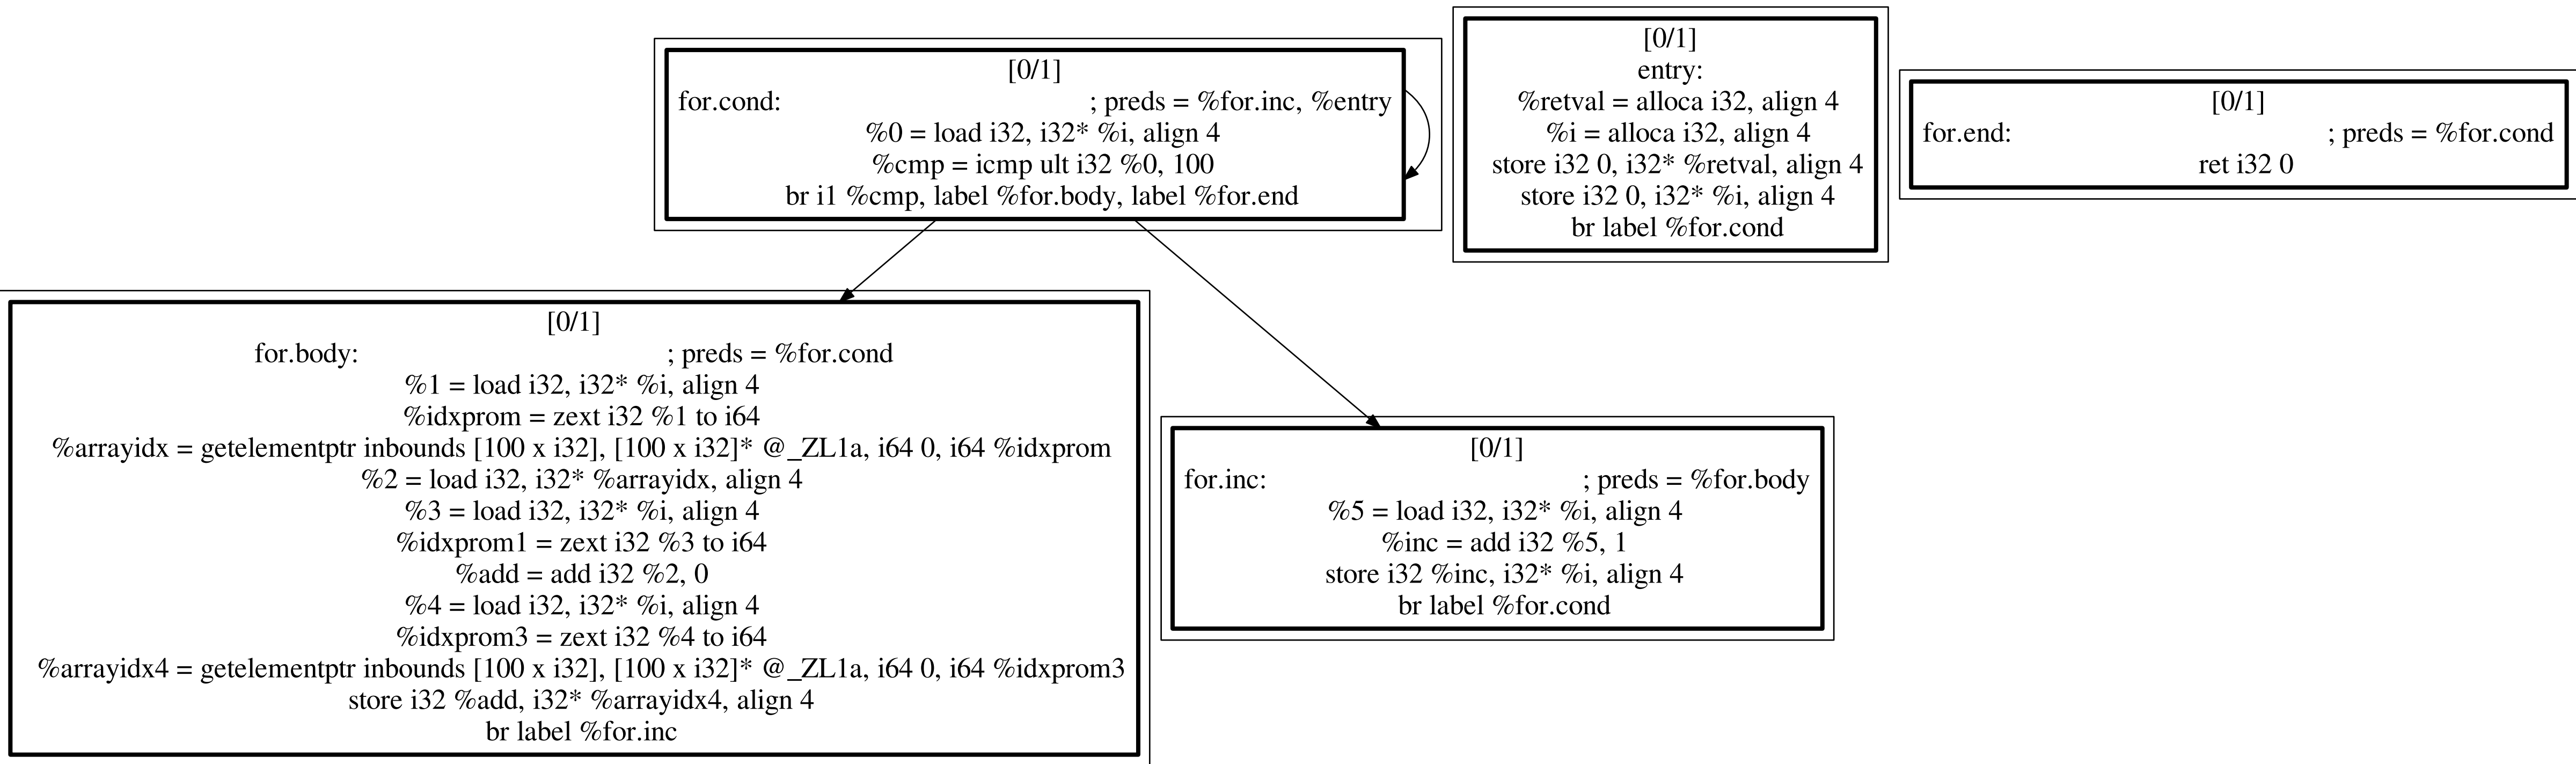 [0/1]
for.cond: ; preds = %for.inc, %entry
%0 = load i32, i32* %i, align 4
%cmp = icmp ult i32 %0, 100
br i1 %cmp, label %for.body, label %for.end
[0/1]
entry:
%retval = alloca i32, align 4
%i = alloca i32, align 4
store i32 0, i32* %retval, align 4
store i32 0, i32* %i, align 4
br label %for.cond
[0/1]
for.end: ; preds = %for.cond
ret i32 0
[0/1]
for.body: ; preds = %for.cond
%1 = load i32, i32* %i, align 4
%idxprom = zext i32 %1 to i64
%arrayidx = getelementptr inbounds [100 x i32], [100 x i32]* @_ZL1a, i64 0, i64 %idxprom
%2 = load i32, i32* %arrayidx, align 4
%3 = load i32, i32* %i, align 4
%idxprom1 = zext i32 %3 to i64
%add = add i32 %2, 0
%4 = load i32, i32* %i, align 4
%idxprom3 = zext i32 %4 to i64
%arrayidx4 = getelementptr inbounds [100 x i32], [100 x i32]* @_ZL1a, i64 0, i64 %idxprom3
store i32 %add, i32* %arrayidx4, align 4
br label %for.inc
[0/1]
for.inc: ; preds = %for.body
%5 = load i32, i32* %i, align 4
%inc = add i32 %5, 1
store i32 %inc, i32* %i, align 4
br label %for.cond